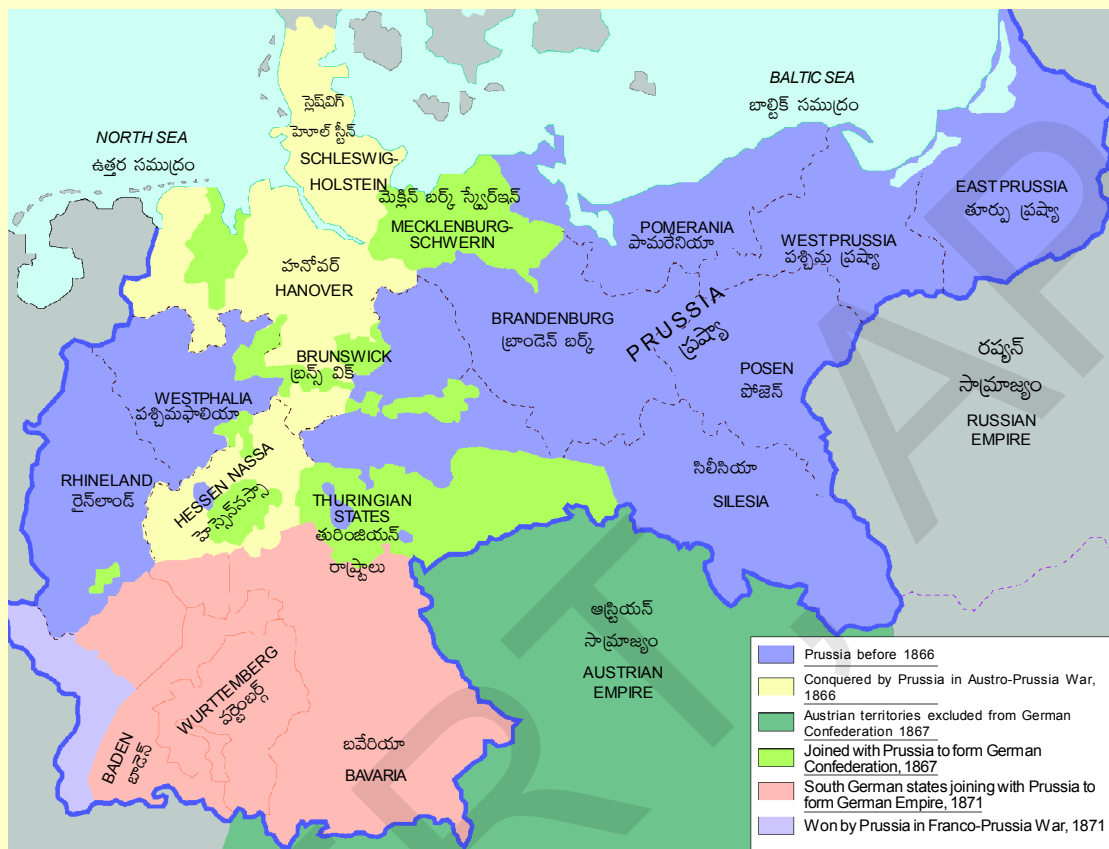 BALTIC SEA
బాల్టిక్ సముద్రం
NORTH SEA
ఉత్తర సముద్రం
స్లెష్‌విగ్
హెూల్ స్టీన్
SCHLESWIG-
HOLSTEIN
మెక్లిన్ బర్క్ స్క్వేర్ఇన్
MECKLENBURG-
SCHWERIN
EAST PRUSSIA
తూర్పు ప్రష్యా
POMERANIA
పామరేనియా
WEST PRUSSIA
పశ్చిమ ప్రష్యా
హనోవర్
HANOVER
BRANDENBURG
బ్రాండెన్ బర్క్
PRUSSIA
ప్రష్యా
BRUNSWICK
బ్రన్స్ విక్
POSEN
పోజెన్
రష్యన్
సామ్రాజ్యం
RUSSIAN
EMPIRE
WESTPHALIA
పశ్చిమఫాలియా
RHINELAND
రైన్‌లాండ్
HESSEN NASSA
హెస్సెన్‌నస్సా
THURINGIAN
STATES
తురింజియన్
రాష్ట్రాలు
సిలీసియా
SILESIA
ఆస్ట్రియన్
సామ్రాజ్యం
AUSTRIAN
EMPIRE
WURTTEMBERG
వర్టెంబర్గ్
BADEN
బాడెన్
బవేరియా
BAVARIA
Prussia before 1866
Conquered by Prussia in Austro-Prussia War,
1866
Austrian territories excluded from German
Confederation 1867
Joined with Prussia to form German
Confederation, 1867
South German states joining with Prussia to
form German Empire, 1871
Won by Prussia in Franco-Prussia War, 1871